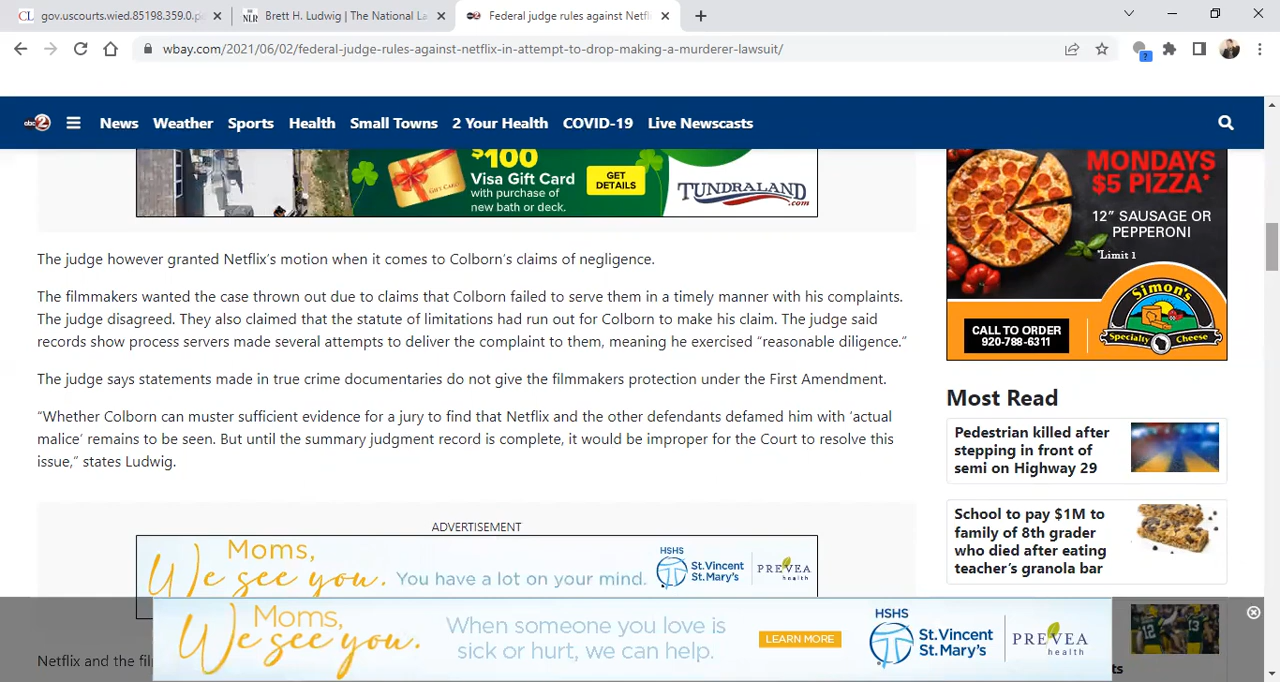 gov.uscourts.wied.85198.359.0.p
Brett H. Ludwig | The National La
Federal judge rules against Netfl
wbay.com/2021/06/02/federal-judge-rules-against-netflix-in-attempt-to-drop-making-a-murderer-lawsuit/
abc 2
News Weather Sports Health Small Towns 2 Your Health COVID-19 Live Newscasts
$100
Visa Gift Card
with purchase of
new bath or deck.
GET
DETAILS
TUNDRALAND
.com
The judge however granted Netflix's motion when it comes to Colborn's claims of negligence.
The filmmakers wanted the case thrown out due to claims that Colborn failed to serve them in a timely manner with his complaints.
The judge disagreed. They also claimed that the statute of limitations had run out for Colborn to make his claim. The judge said
records show process servers made several attempts to deliver the complaint to them, meaning he exercised “reasonable diligence.”
The judge says statements made in true crime documentaries do not give the filmmakers protection under the First Amendment.
“Whether Colborn can muster sufficient evidence for a jury to find that Netflix and the other defendants defamed him with ‘actual
malice’ remains to be seen. But until the summary judgment record is complete, it would be improper for the Court to resolve this
issue,” states Ludwig.
ADVERTISEMENT
Moms,
We see you.
You have a lot on your mind.
HSHS
St.Vincent
St.Mary's
PREVEA
health
Moms,
We see you.
When someone you love is
sick or hurt, we can help.
LEARN MORE
HSHS
St.Vincent
St.Mary's
PREVEA
health
Netflix and the fil
MONDAYS
$5 PIZZA*
12” SAUSAGE OR
PEPPERONI
*Limit 1
CALL TO ORDER
920-788-6311
Simon's
Specialty Cheese
Most Read
Pedestrian killed after
stepping in front of
semi on Highway 29
School to pay $1M to
family of 8th grader
who died after eating
teacher's granola bar
12
13
ts